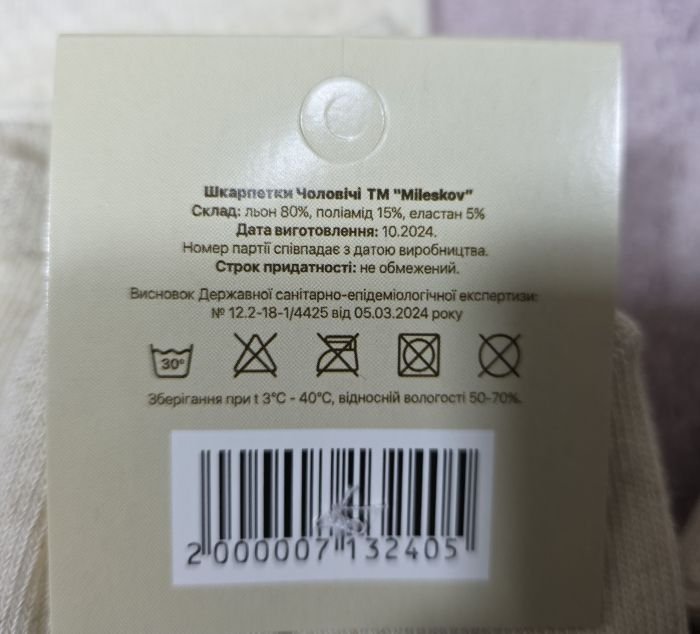 Шкарпетки Чоловічі ТМ "Mileskov"
Склад: льон 80%, поліамід 15%, еластан 5%
Дата виготовлення: 10.2024.
Номер партії співпадає з датою виробництва.
Строк придатності: не обмежений.
Висновок Державної санітарно-епідеміологічної експертизи:
№ 12.2-18-1/4425 від 05.03.2024 року
30°
Зберігання при t 3°C - 40°C, відносній вологості 50-70%.
2 000007 132405